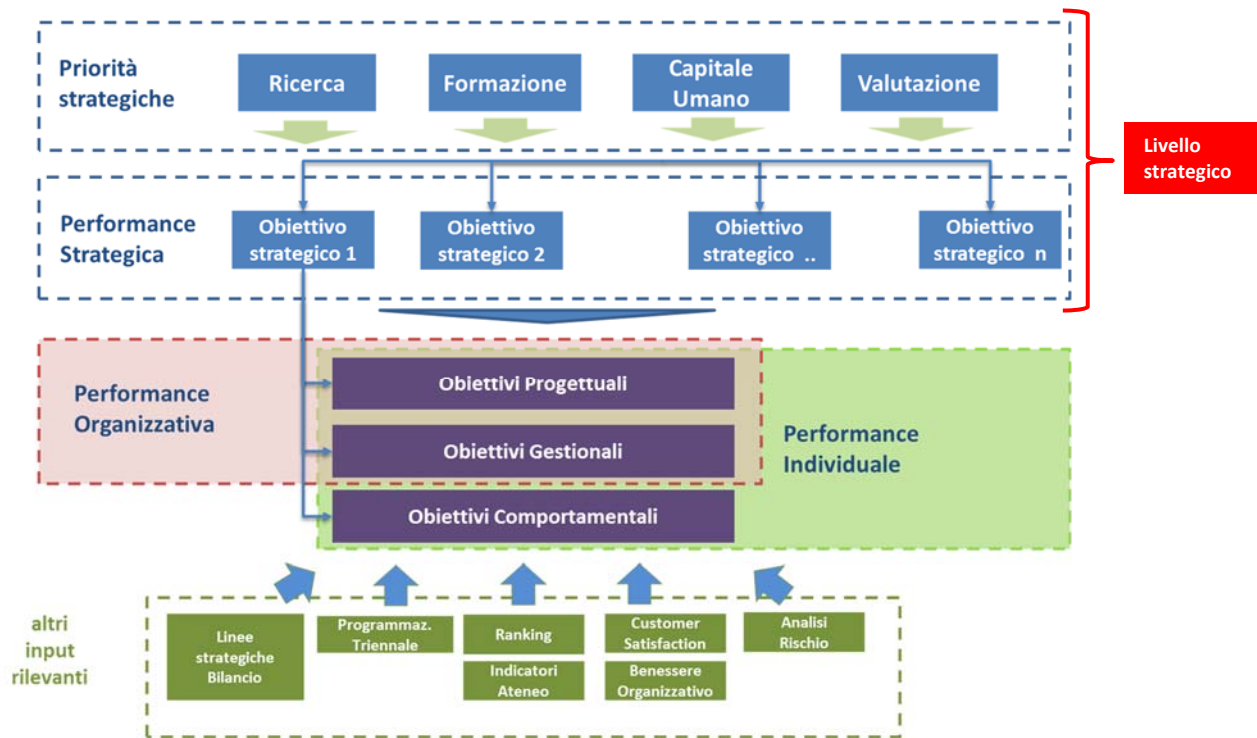 Priorità
strategiche
Ricerca
Formazione
Capitale
Umano
Valutazione
Livello
strategico
Performance
Strategica
Obiettivo
strategico 1
Obiettivo
strategico 2
Obiettivo
strategico ..
Obiettivo
strategico n
Performance
Organizzativa
Obiettivi Progettuali
Obiettivi Gestionali
Obiettivi Comportamentali
Performance
Individuale
altri
input
rilevanti
Linee
strategiche
Bilancio
Programmaz.
Triennale
Ranking
Indicatori
Ateneo
Customer
Satisfaction
Benessere
Organizzativo
Analisi
Rischio